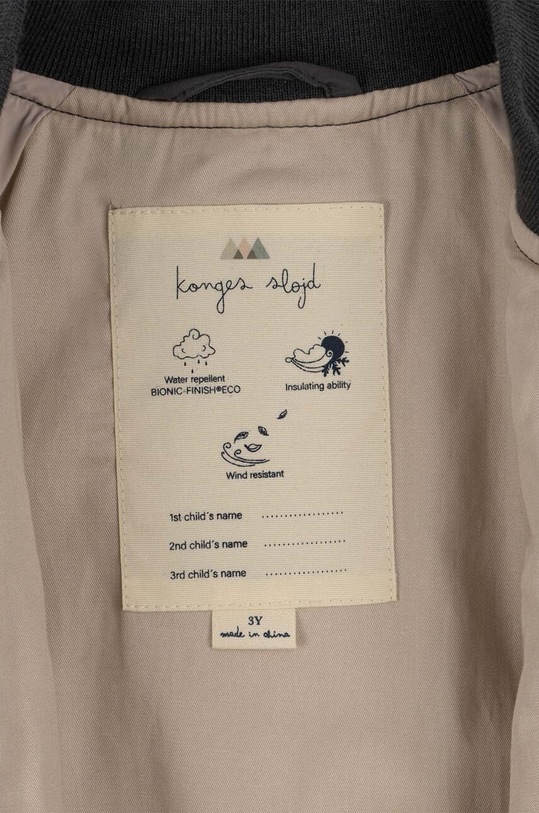 konges sløjd
Water repellent
BIONIC-FINISH®ECO
Insulating ability
Wind resistant
1st child´s name ..................
2nd child´s name ..................
3rd child´s name ..................
3Y
made in china